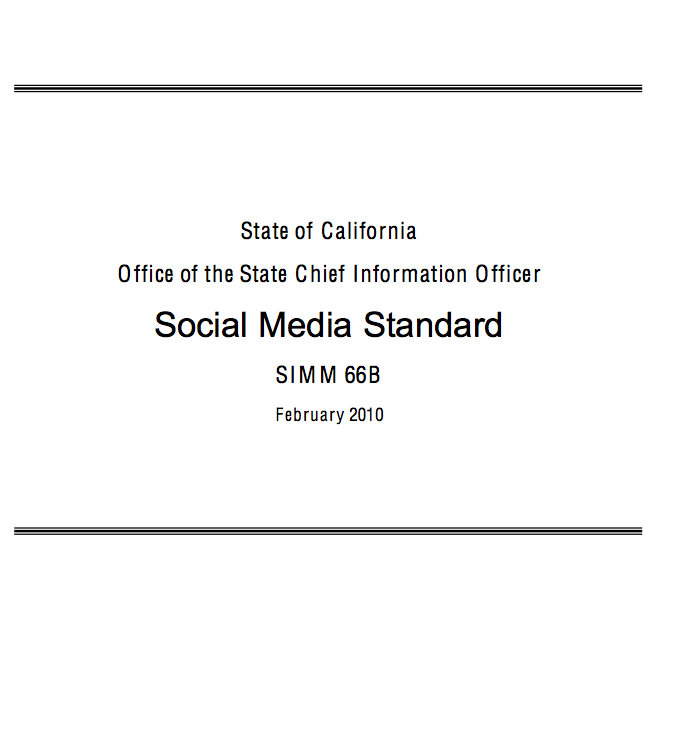 State of California
Office of the State Chief Information Officer
Social Media Standard
SIMM 66B
February 2010